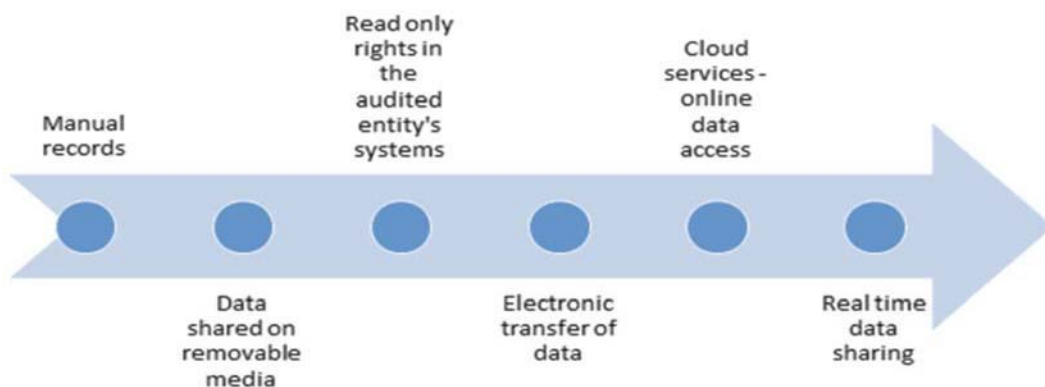 Manual
records
Data
shared on
removable
media
Read only
rights in
the
audited
entity's
systems
Electronic
transfer of
data
Cloud
services -
online
data
access
Real time
data
sharing